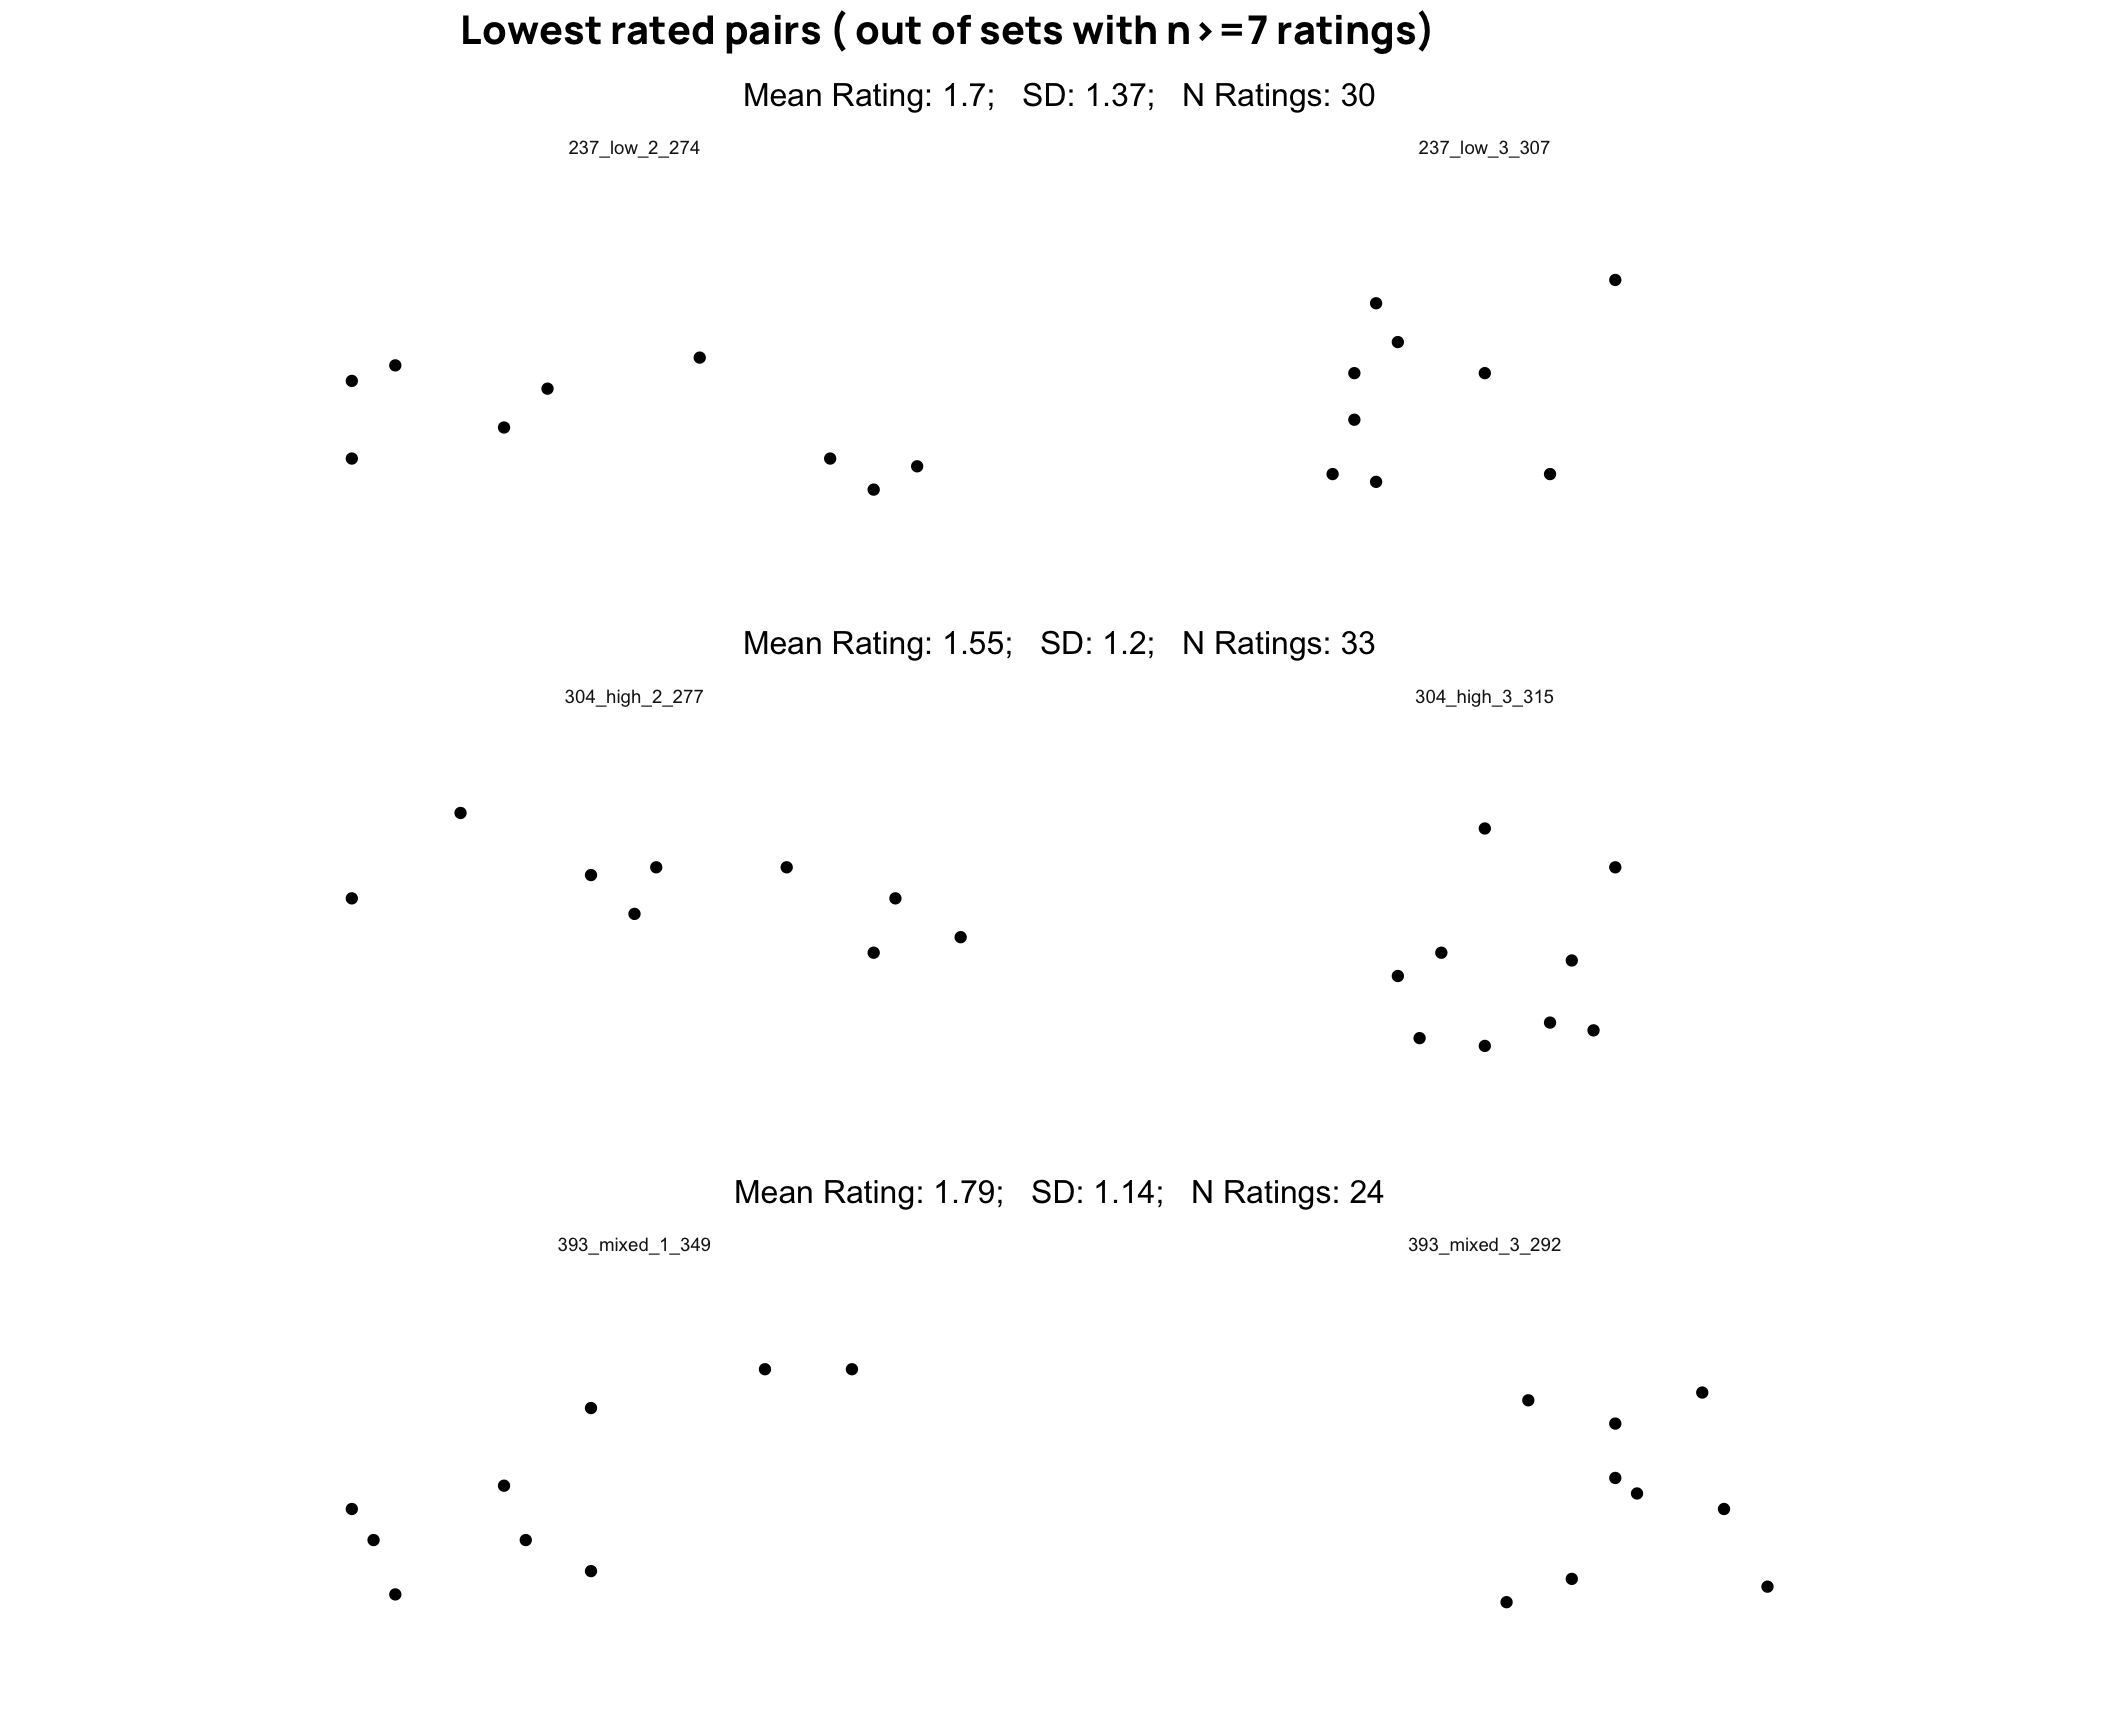 Lowest rated pairs ( out of sets with n>=7 ratings)
Mean Rating: 1.7; SD: 1.37; N Ratings: 30
237_low_2_274 237_low_3_307
Mean Rating: 1.55; SD: 1.2; N Ratings: 33
304_high_2_277 304_high_3_315
Mean Rating: 1.79; SD: 1.14; N Ratings: 24
393_mixed_1_349 393_mixed_3_292